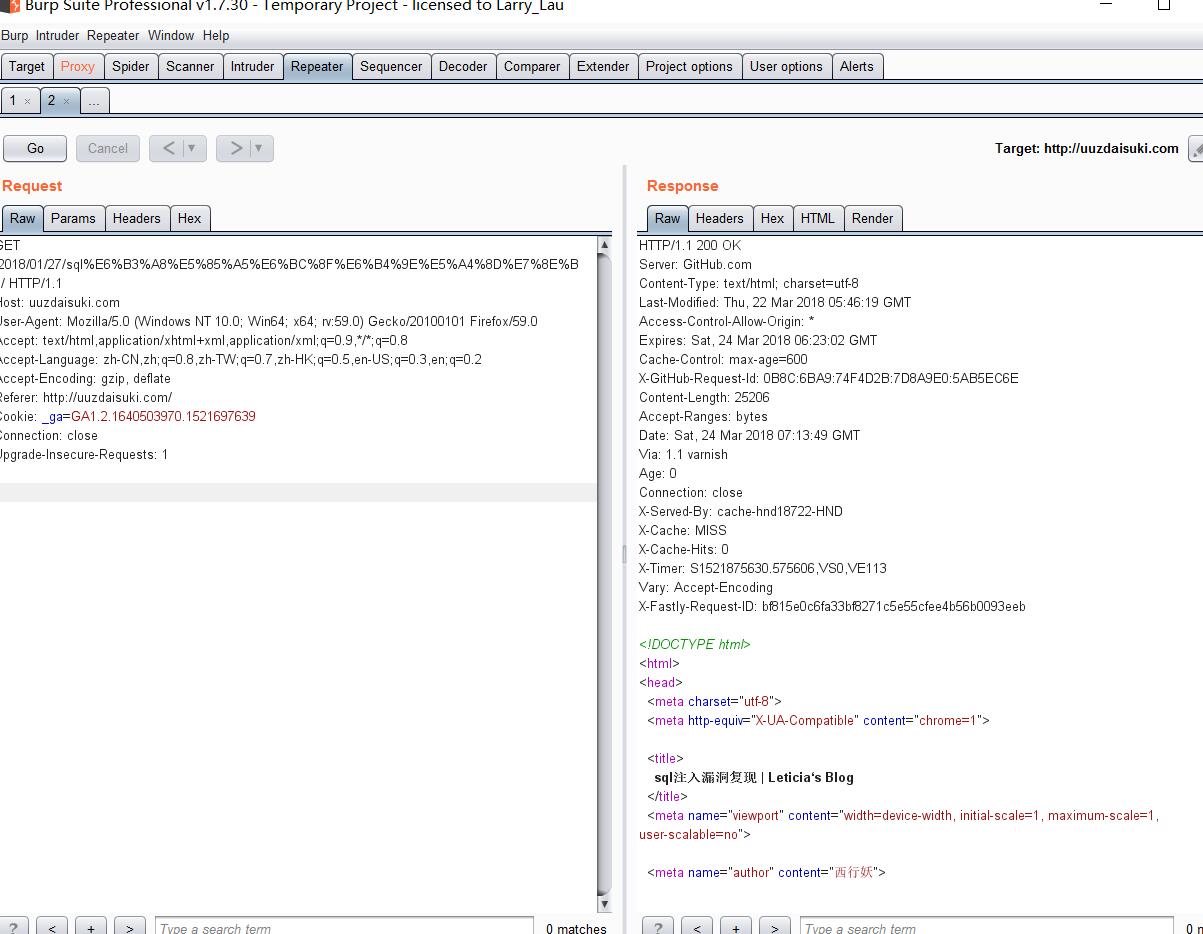 Burp Suite Professional v1.7.30 - Temporary Project - licensed to Larry_Lau
Burp Intruder Repeater Window Help
Target Proxy Spider Scanner Intruder Repeater Sequencer Decoder Comparer Extender Project options User options Alerts
1 × 2 × ...
Go Cancel < ▼ > ▼ Target: http://uuzdaisuki.com
Request
Raw Params Headers Hex
GET
2018/01/27/sql%E6%B3%A8%E5%85%A5%E6%BC%8F%E6%B4%9E%E5%A4%8D%E7%8E%B
/ HTTP/1.1
Host: uuzdaisuki.com
User-Agent: Mozilla/5.0 (Windows NT 10.0; Win64; x64; rv:59.0) Gecko/20100101 Firefox/59.0
Accept: text/html,application/xhtml+xml,application/xml;q=0.9,*/*;q=0.8
Accept-Language: zh-CN,zh;q=0.8,zh-TW;q=0.7,zh-HK;q=0.5,en-US;q=0.3,en;q=0.2
Accept-Encoding: gzip, deflate
Referer: http://uuzdaisuki.com/
Cookie: _ga=GA1.2.1640503970.1521697639
Connection: close
Upgrade-Insecure-Requests: 1
? < + > Type a search term 0 matches
Response
Raw Headers Hex HTML Render
HTTP/1.1 200 OK
Server: GitHub.com
Content-Type: text/html; charset=utf-8
Last-Modified: Thu, 22 Mar 2018 05:46:19 GMT
Access-Control-Allow-Origin: *
Expires: Sat, 24 Mar 2018 06:23:02 GMT
Cache-Control: max-age=600
X-GitHub-Request-Id: 0B8C:6BA9:74F4D2B:7D8A9E0:5AB5EC6E
Content-Length: 25206
Accept-Ranges: bytes
Date: Sat, 24 Mar 2018 07:13:49 GMT
Via: 1.1 varnish
Age: 0
Connection: close
X-Served-By: cache-hnd18722-HND
X-Cache: MISS
X-Cache-Hits: 0
X-Timer: S1521875630.575606,VS0,VE113
Vary: Accept-Encoding
X-Fastly-Request-ID: bf815e0c6fa33bf8271c5e55cfee4b56b0093eeb
<!DOCTYPE html>
<html>
<head>
<meta charset="utf-8">
<meta http-equiv="X-UA-Compatible" content="chrome=1">
<title>
sql注入漏洞复现 | Leticia's Blog
</title>
<meta name="viewport" content="width=device-width, initial-scale=1, maximum-scale=1,
user-scalable=no">
<meta name="author" content="西行妖">
? < + > Type a search term 0